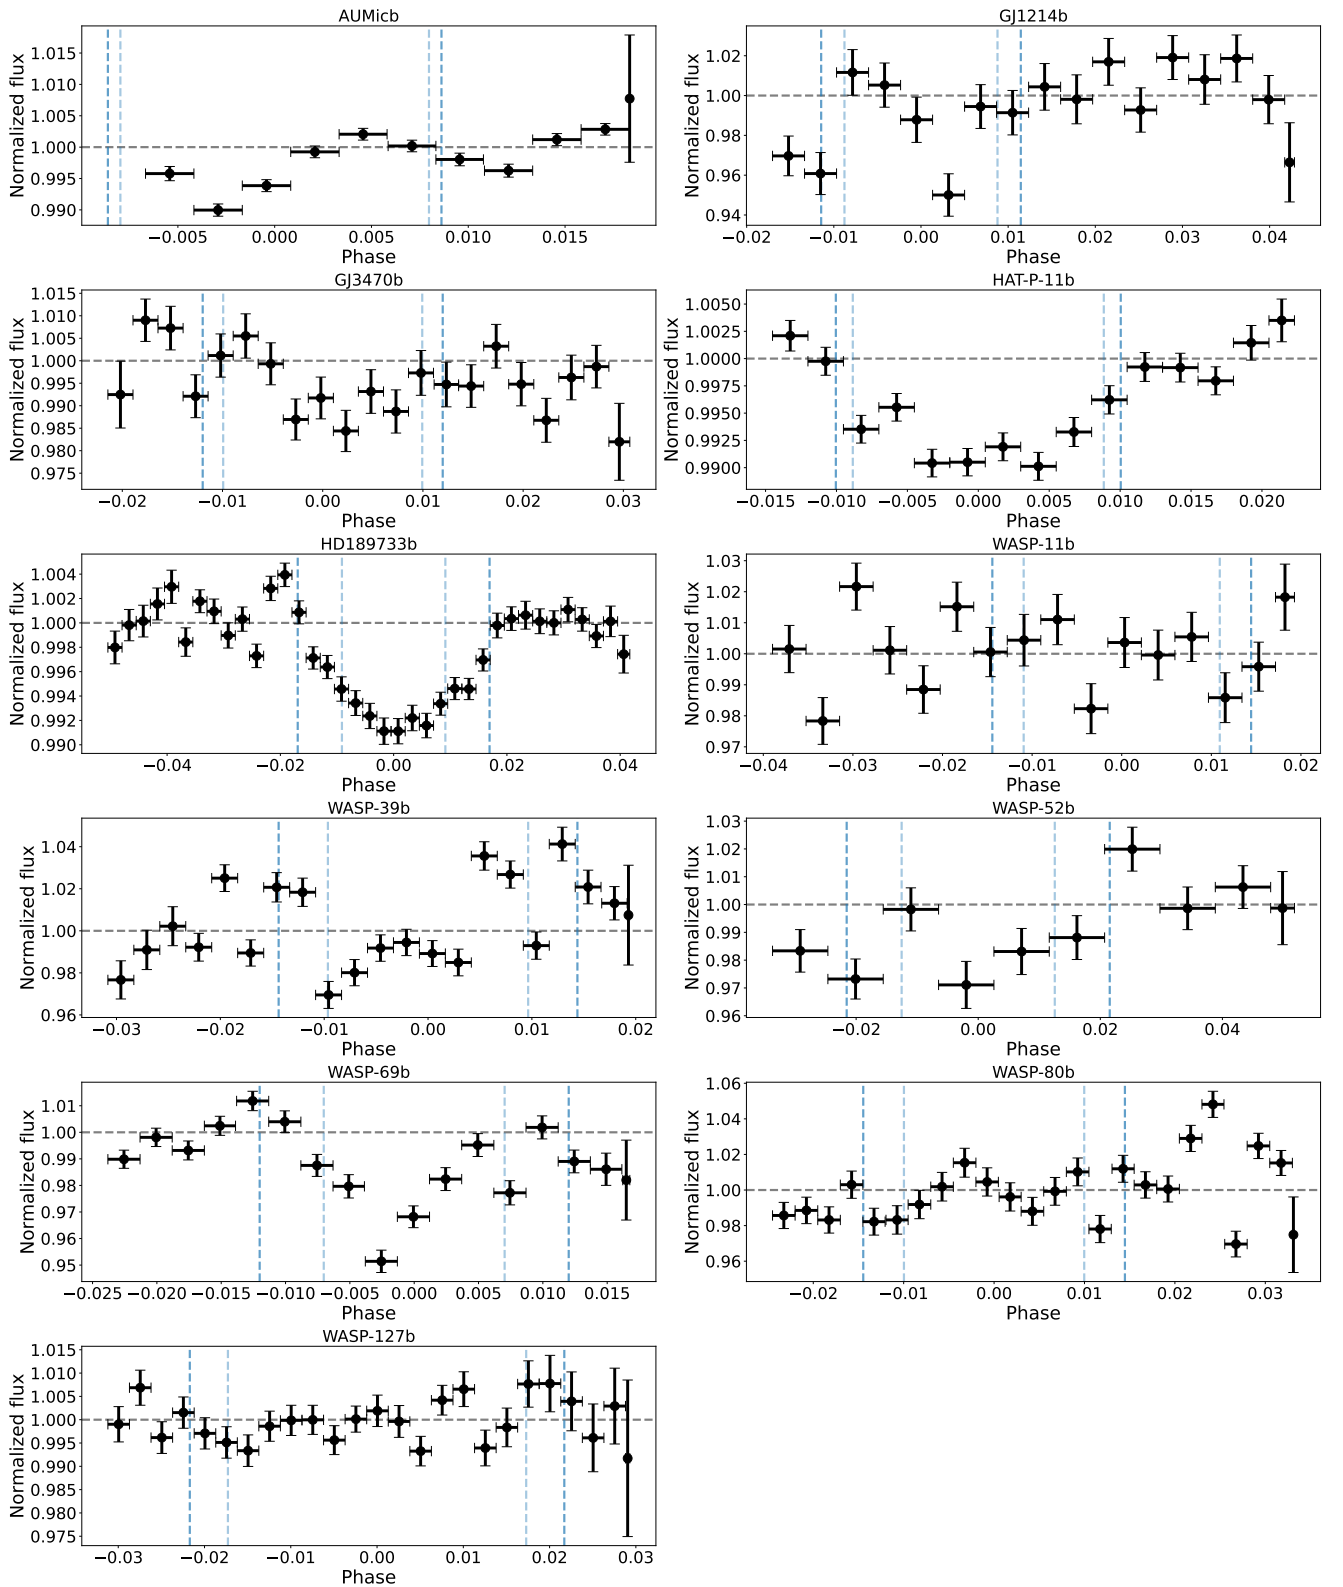 AUMicb
Normalized flux
1.015
1.010
1.005
1.000
0.995
0.990
−0.005 0.000 0.005 0.010 0.015
Phase
GJ1214b
Normalized flux
1.02
1.00
0.98
0.96
0.94
−0.02 −0.01 0.00 0.01 0.02 0.03 0.04
Phase
GJ3470b
Normalized flux
1.015
1.010
1.005
1.000
0.995
0.990
0.985
0.980
0.975
−0.02 −0.01 0.00 0.01 0.02 0.03
Phase
HAT-P-11b
Normalized flux
1.0050
1.0025
1.0000
0.9975
0.9950
0.9925
0.9900
−0.015 −0.010 −0.005 0.000 0.005 0.010 0.015 0.020
Phase
HD189733b
Normalized flux
1.004
1.002
1.000
0.998
0.996
0.994
0.992
0.990
−0.04 −0.02 0.00 0.02 0.04
Phase
WASP-11b
Normalized flux
1.03
1.02
1.01
1.00
0.99
0.98
0.97
−0.04 −0.03 −0.02 −0.01 0.00 0.01 0.02
Phase
WASP-39b
Normalized flux
1.04
1.02
1.00
0.98
0.96
−0.03 −0.02 −0.01 0.00 0.01 0.02
Phase
WASP-52b
Normalized flux
1.03
1.02
1.01
1.00
0.99
0.98
0.97
0.96
−0.02 0.00 0.02 0.04
Phase
WASP-69b
Normalized flux
1.01
1.00
0.99
0.98
0.97
0.96
0.95
−0.025 −0.020 −0.015 −0.010 −0.005 0.000 0.005 0.010 0.015
Phase
WASP-80b
Normalized flux
1.06
1.04
1.02
1.00
0.98
0.96
−0.02 −0.01 0.00 0.01 0.02 0.03
Phase
WASP-127b
Normalized flux
1.015
1.010
1.005
1.000
0.995
0.990
0.985
0.980
0.975
−0.03 −0.02 −0.01 0.00 0.01 0.02 0.03
Phase